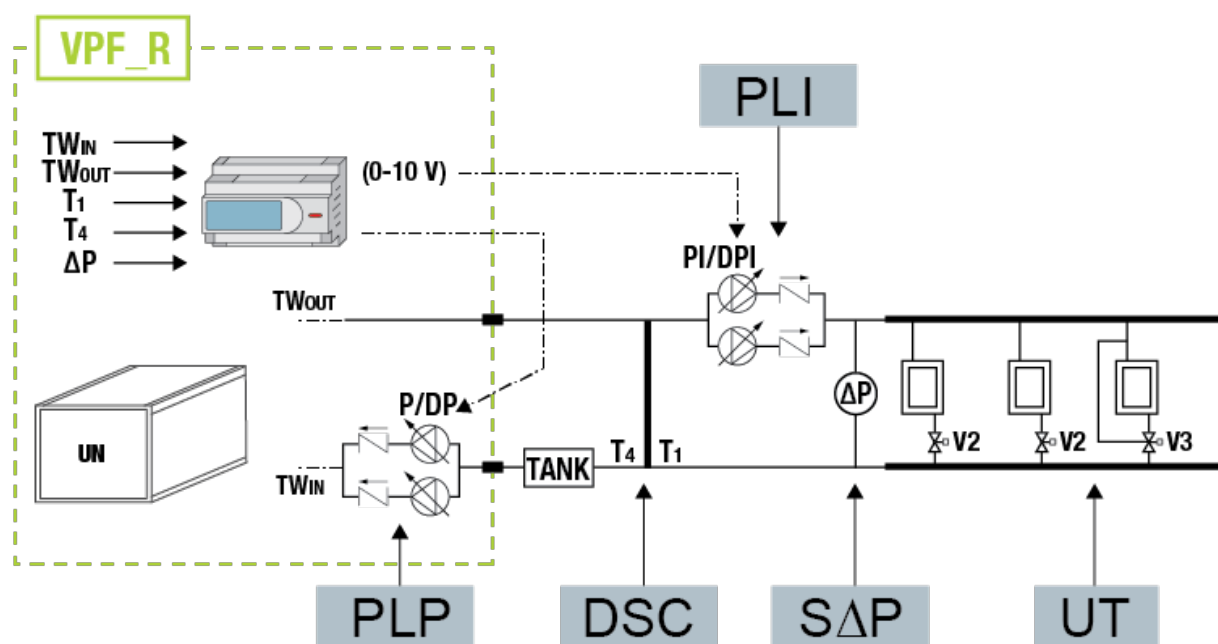 VPF_R
PLI
TWIN
TWOUT
(0-10 V)
T1
T4
ΔP
PI/DPI
TWOUT
P/DP
ΔP
UN
V2
V2
V3
T4
T1
TANK
TWIN
PLP
DSC
SΔP
UT